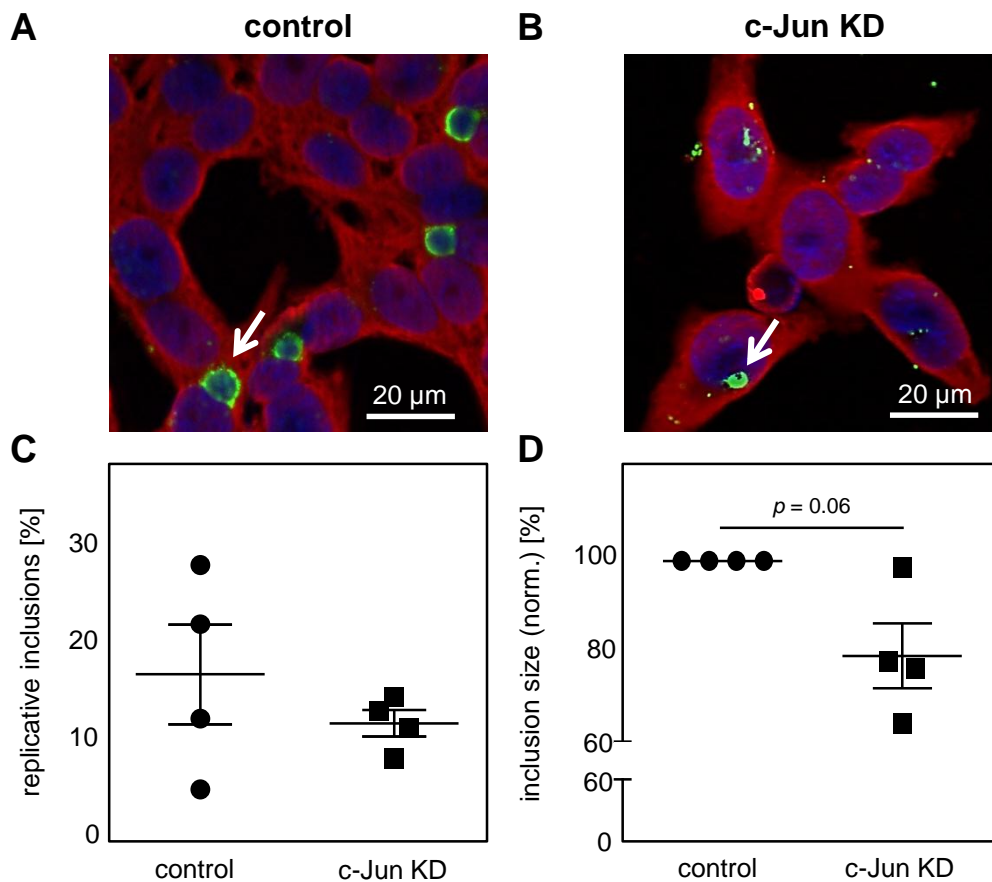 A control
B c-Jun KD
20 µm
20 µm
C
replicative inclusions [%]
30
20
10
0
control c-Jun KD
D
inclusion size (norm.) [%]
p = 0.06
100
80
60
60
0
control c-Jun KD